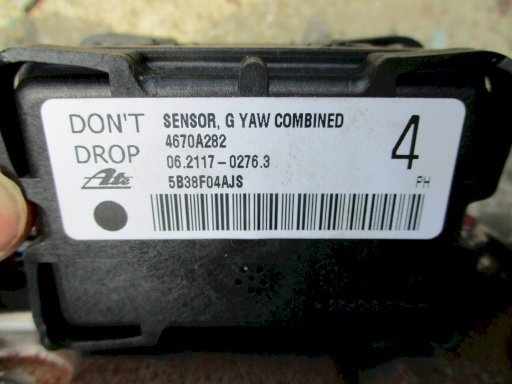 DON'T
DROP
Ate
SENSOR, G YAW COMBINED
4670A282
06.2117-0276.3
5B38F04AJS
4
PH